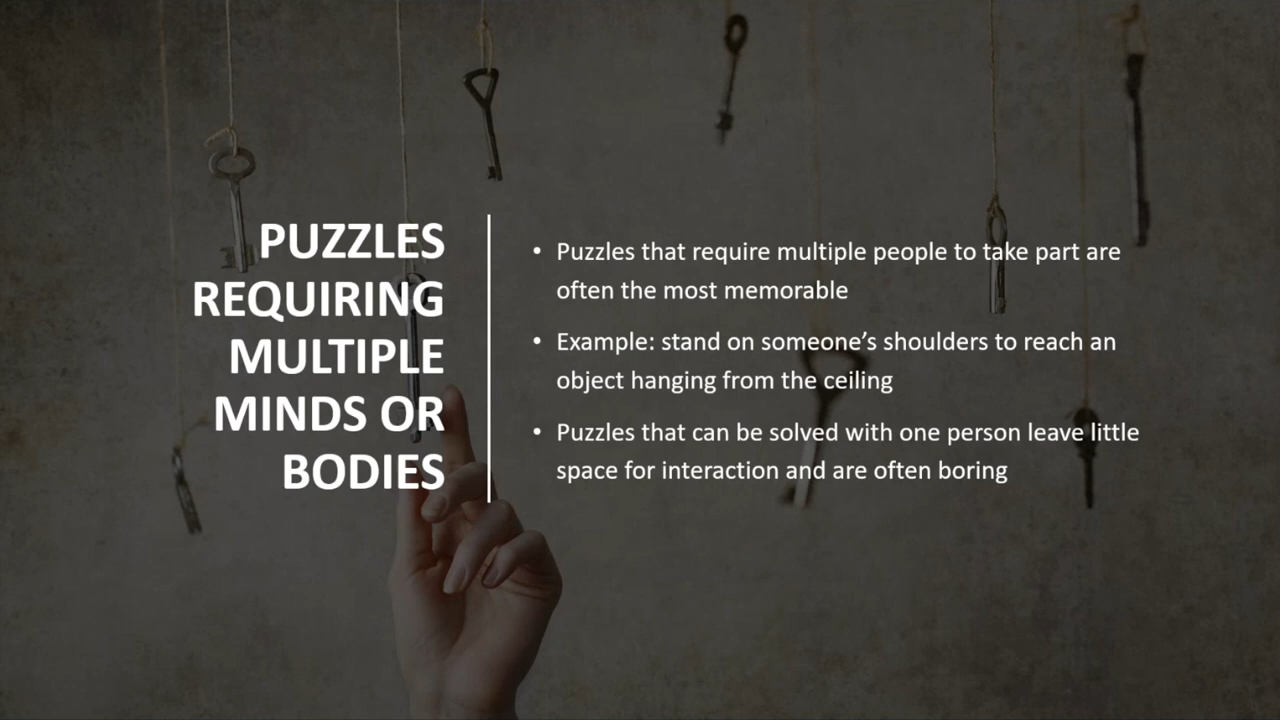 PUZZLES
REQUIRING
MULTIPLE
MINDS OR
BODIES
• Puzzles that require multiple people to take part are
often the most memorable
• Example: stand on someone’s shoulders to reach an
object hanging from the ceiling
• Puzzles that can be solved with one person leave little
space for interaction and are often boring